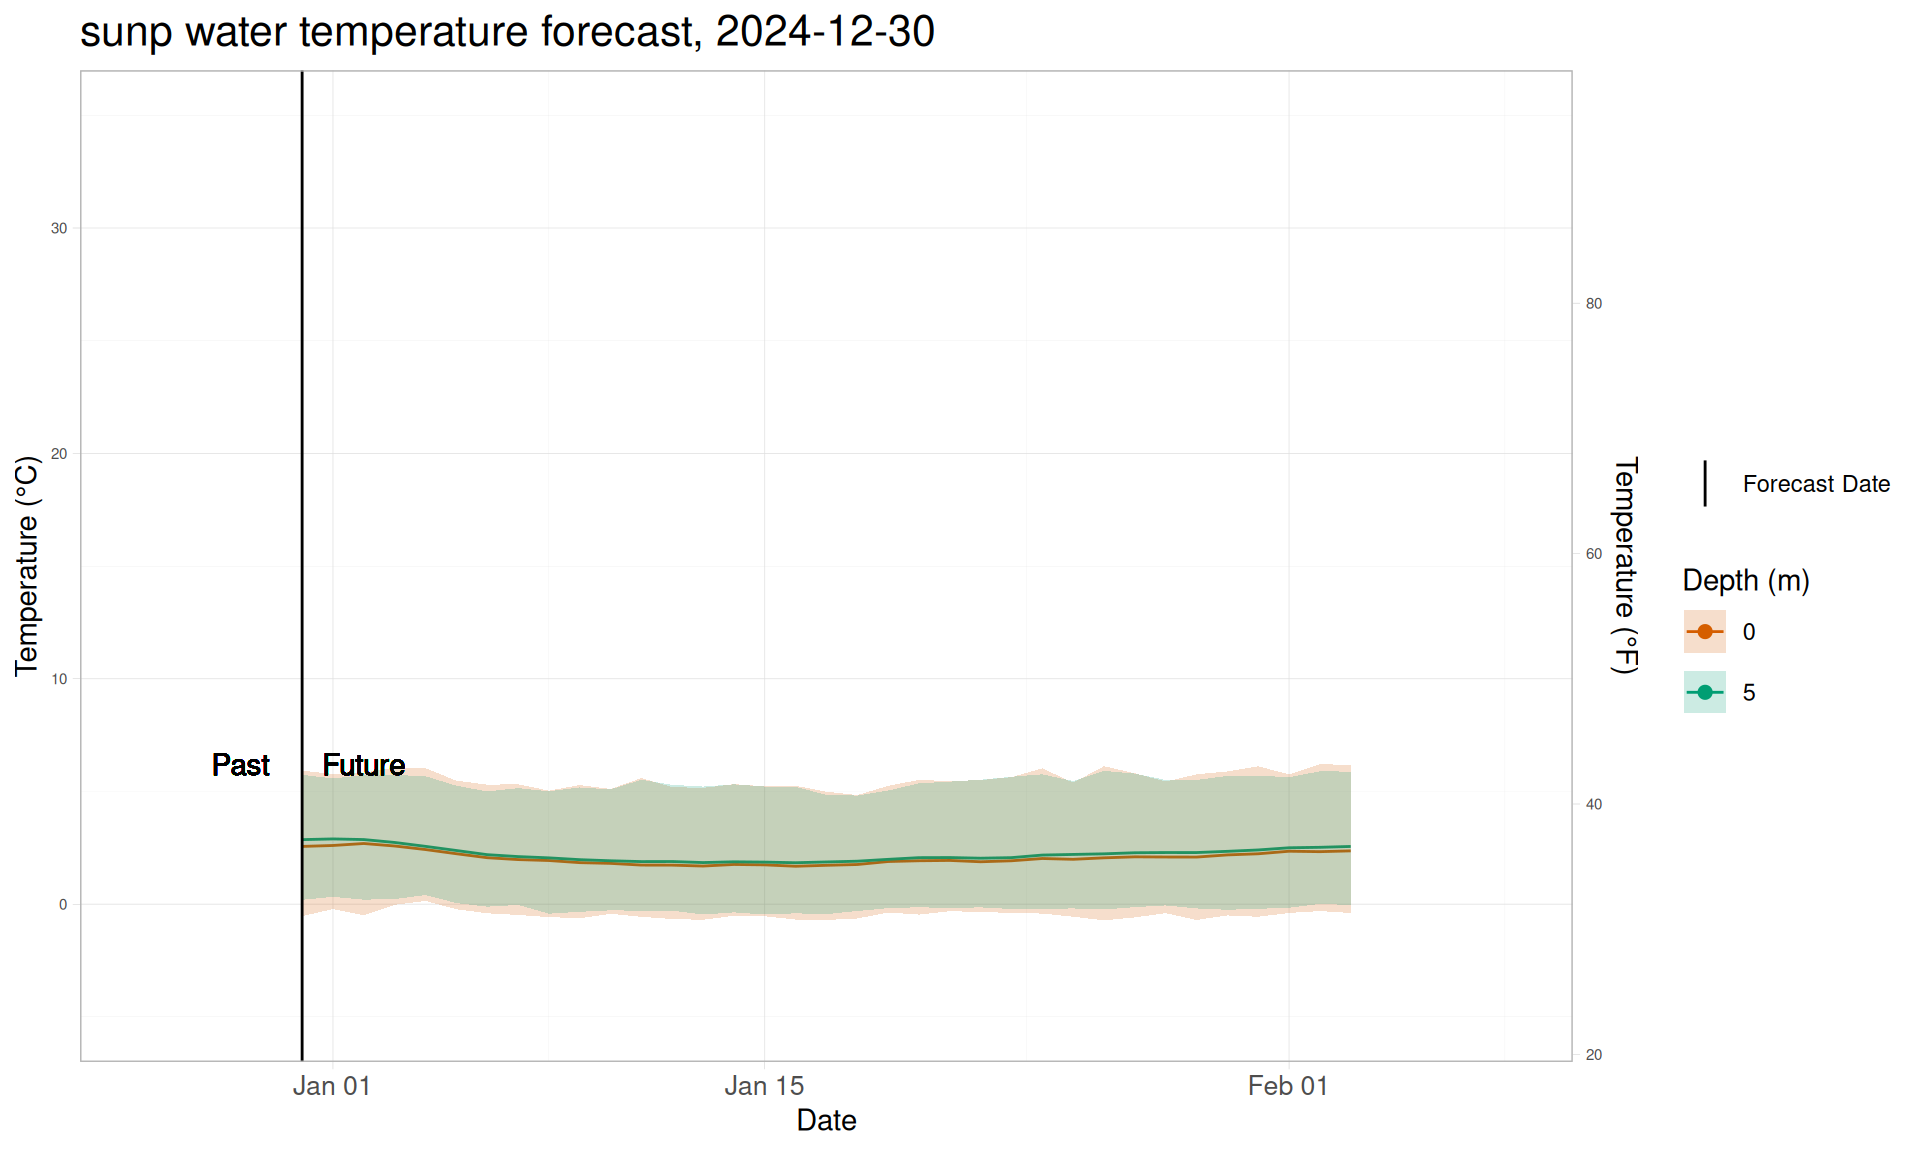 sunp water temperature forecast, 2024-12-30
30
20
10
0
Temperature (°C)
Past
Future
80
60
40
20
Temperature (°F)
Jan 01
Jan 15
Feb 01
Date
Forecast Date
Depth (m)
0
5